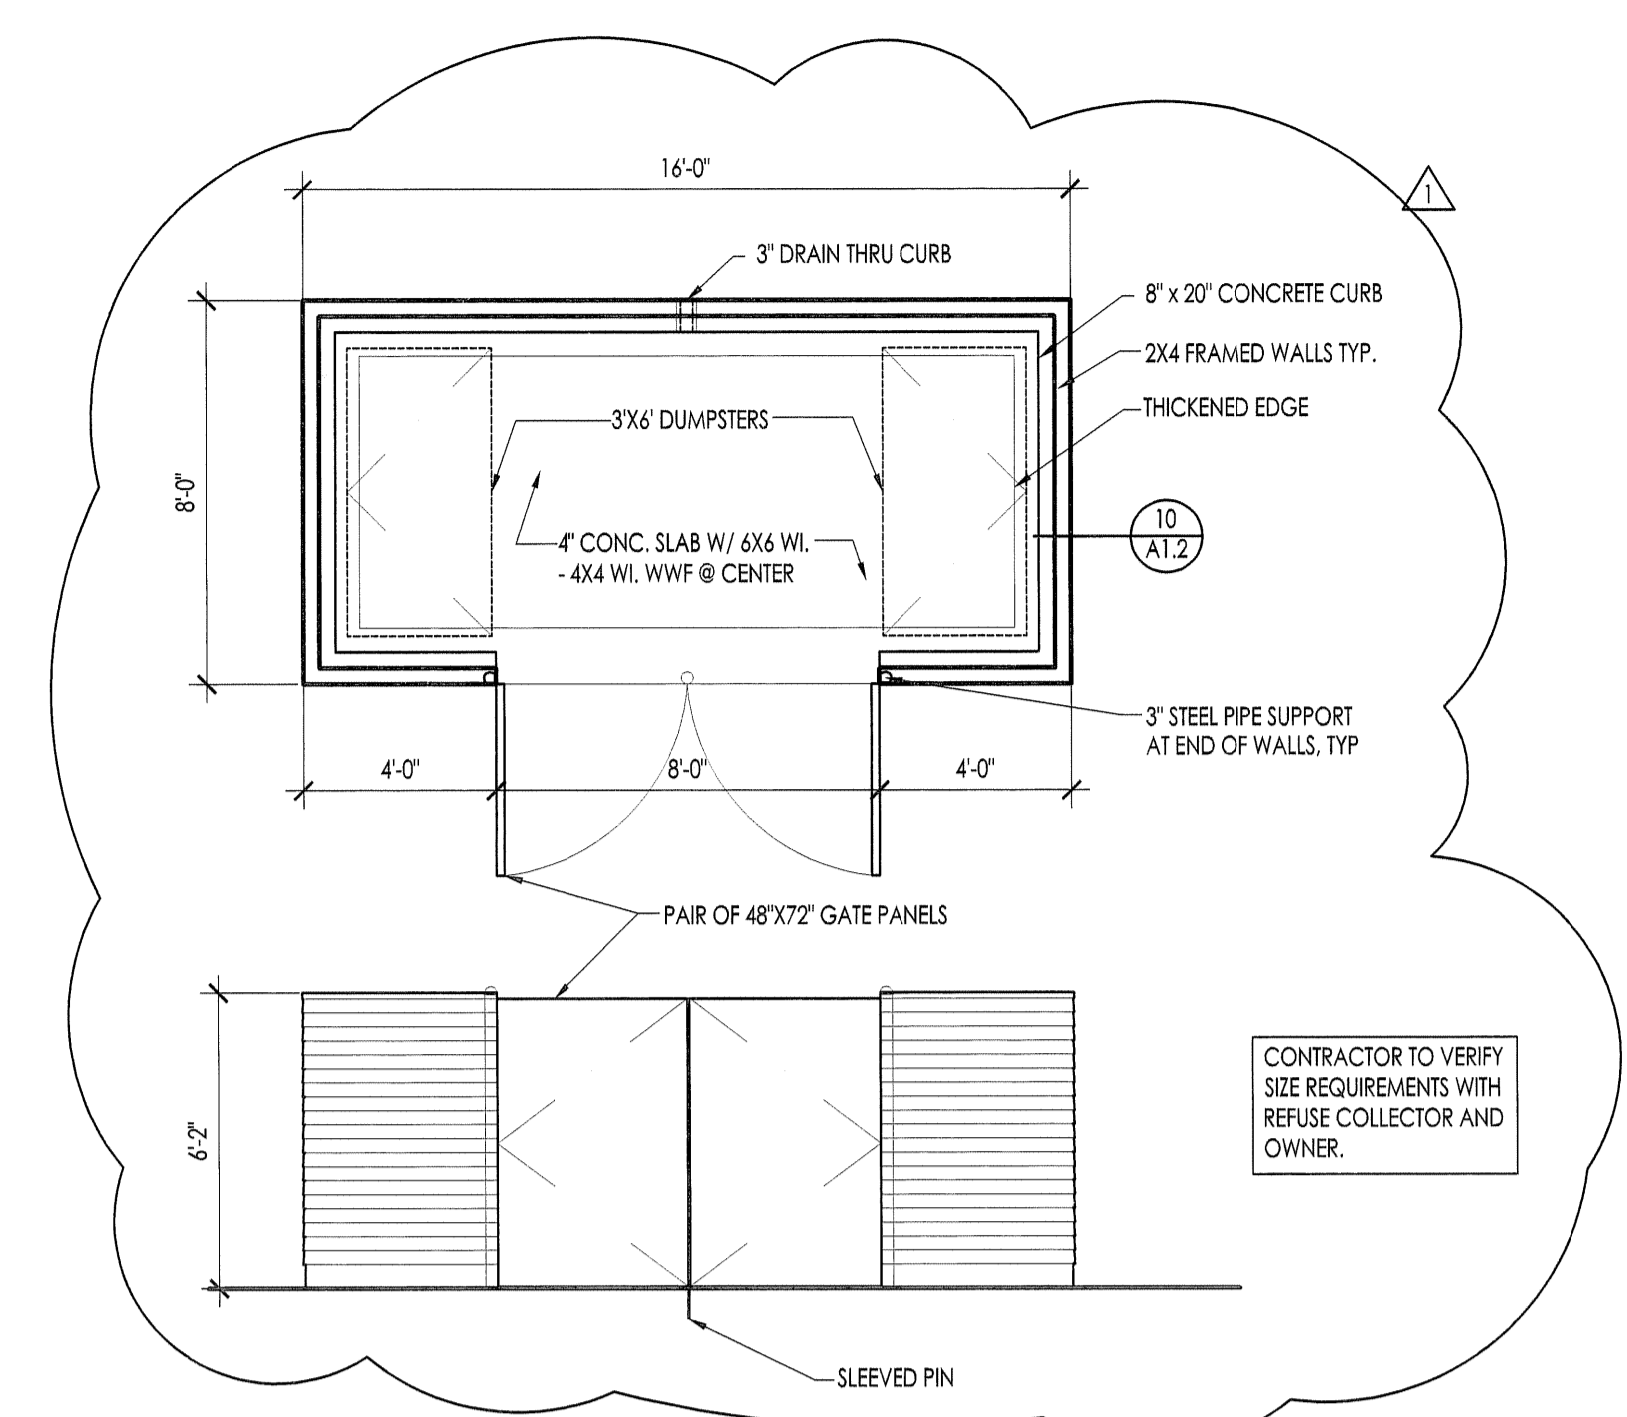 16'-0"
1
3" DRAIN THRU CURB
8" x 20" CONCRETE CURB
2X4 FRAMED WALLS TYP.
THICKENED EDGE
3'X6' DUMPSTERS
8'-0"
10
A1.2
4" CONC. SLAB W/ 6X6 WI.
- 4X4 WI. WWF @ CENTER
3" STEEL PIPE SUPPORT
AT END OF WALLS, TYP
4'-0"
8'-0"
4'-0"
PAIR OF 48"X72" GATE PANELS
6'-2"
CONTRACTOR TO VERIFY
SIZE REQUIREMENTS WITH
REFUSE COLLECTOR AND
OWNER.
SLEEVED PIN